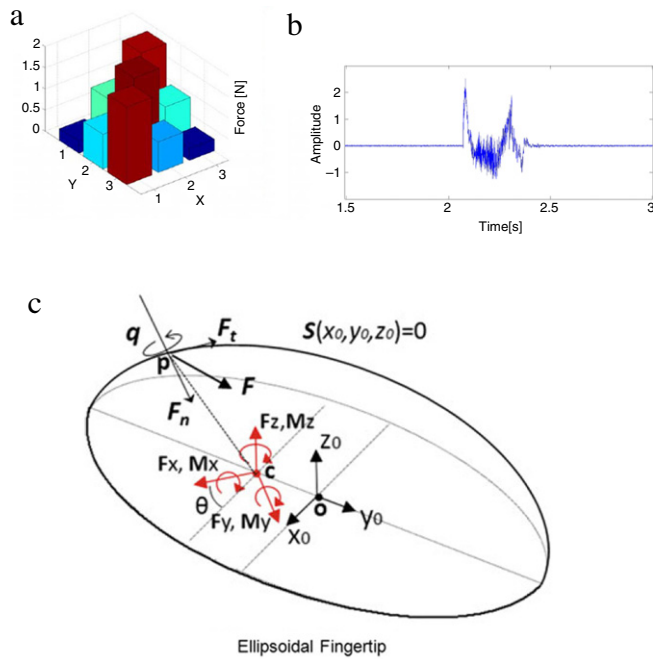 a
2
1.5
1
0.5
0
Force [N]
1
2
3
Y
1
2
3
X
b
2
1
0
−1
Amplitude
1.5
2
2.5
3
Time[s]
c
q
Ft
S(x0,y0,z0)=0
p
F
Fn
Fz,Mz
z0
Fx, Mx
c
θ
o
Fy, My
x0
y0
Ellipsoidal Fingertip